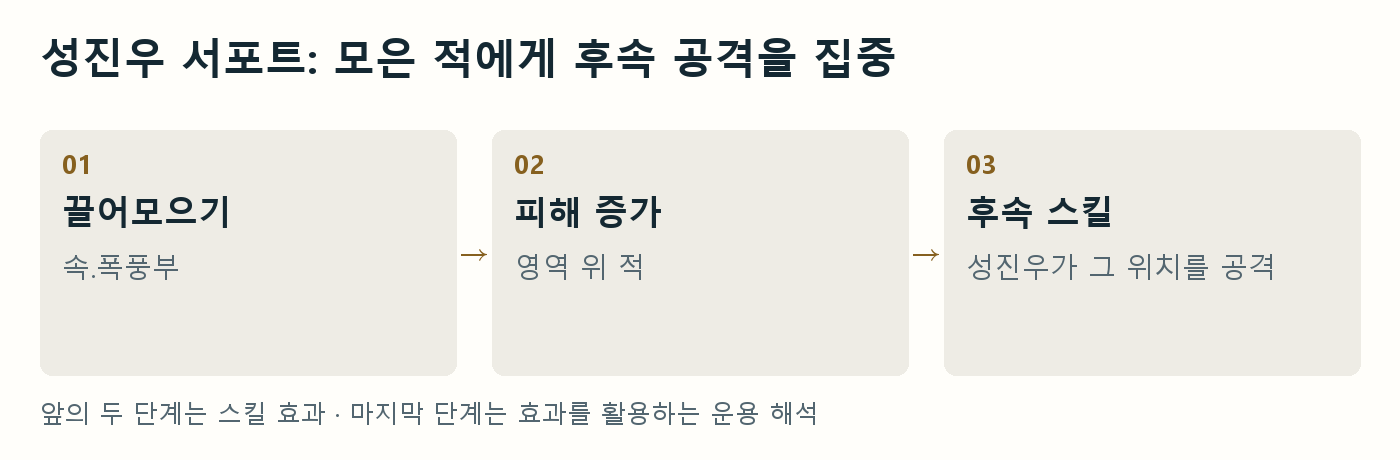 성진우 서포트: 모은 적에게 후속 공격을 집중
01
끌어모으기
속.폭풍부
→
02
피해 증가
영역 위 적
→
03
후속 스킬
성진우가 그 위치를 공격
앞의 두 단계는 스킬 효과 · 마지막 단계는 효과를 활용하는 운용 해석